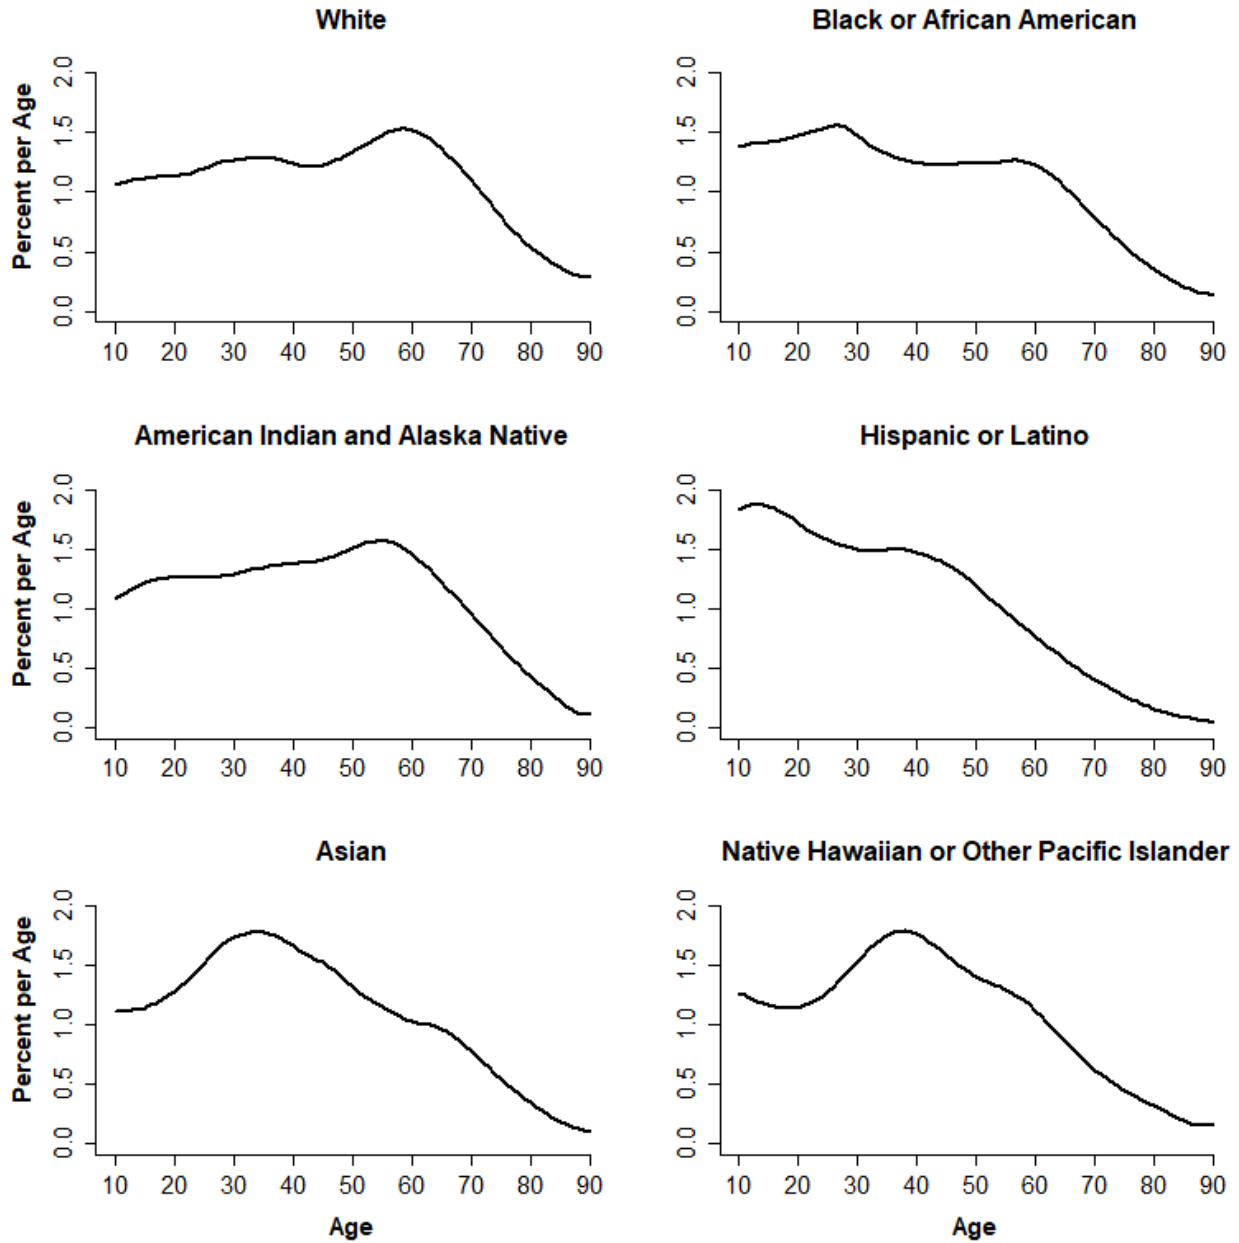 White
Percent per Age
2.0
1.5
1.0
0.5
0.0
10 20 30 40 50 60 70 80 90
Black or African American
2.0
1.5
1.0
0.5
0.0
10 20 30 40 50 60 70 80 90
American Indian and Alaska Native
Percent per Age
2.0
1.5
1.0
0.5
0.0
10 20 30 40 50 60 70 80 90
Hispanic or Latino
2.0
1.5
1.0
0.5
0.0
10 20 30 40 50 60 70 80 90
Asian
Percent per Age
2.0
1.5
1.0
0.5
0.0
10 20 30 40 50 60 70 80 90
Age
Native Hawaiian or Other Pacific Islander
2.0
1.5
1.0
0.5
0.0
10 20 30 40 50 60 70 80 90
Age